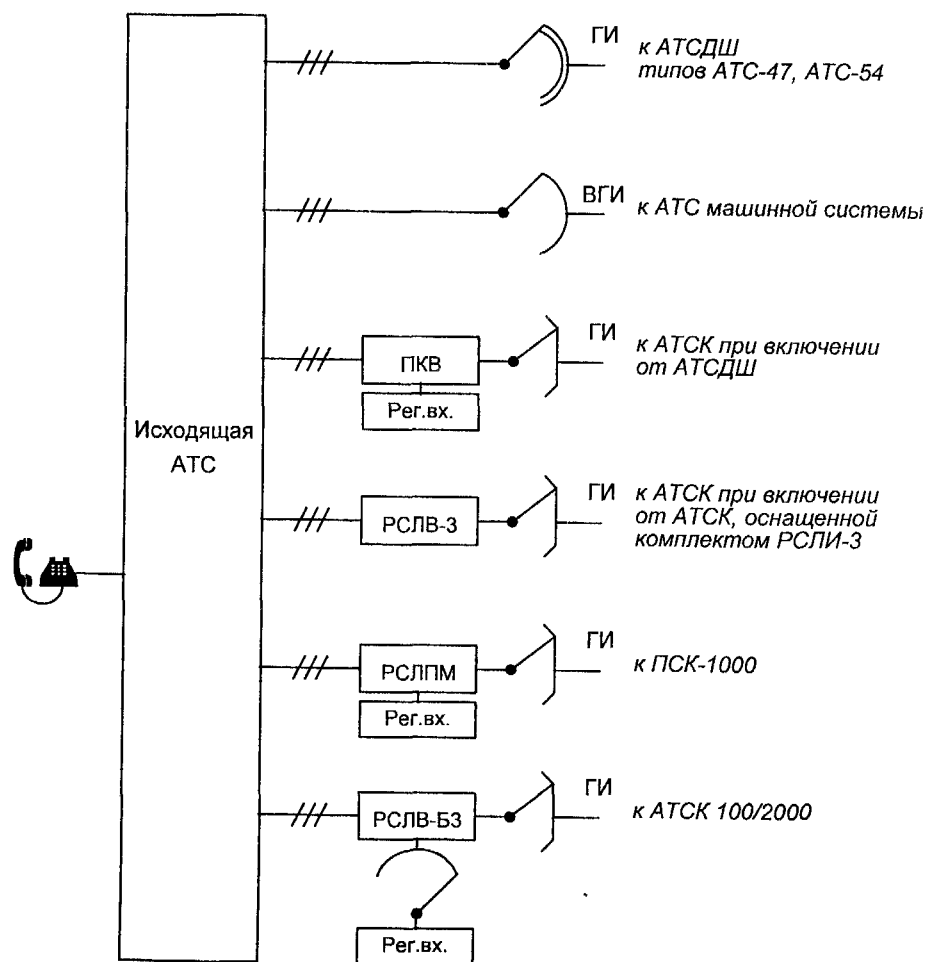 ГИ
к АТСДШ
типов АТС-47, АТС-54
ВГИ
к АТС машинной системы
ГИ
к АТСК при включении
от АТСДШ
ПКВ
Рег.вх.
Исходящая
АТС
ГИ
к АТСК при включении
от АТСК, оснащенной
комплектом РСЛИ-3
РСЛВ-3
ГИ
к ПСК-1000
РСЛПМ
Рег.вх.
ГИ
к АТСК 100/2000
РСЛВ-Б3
Рег.вх.